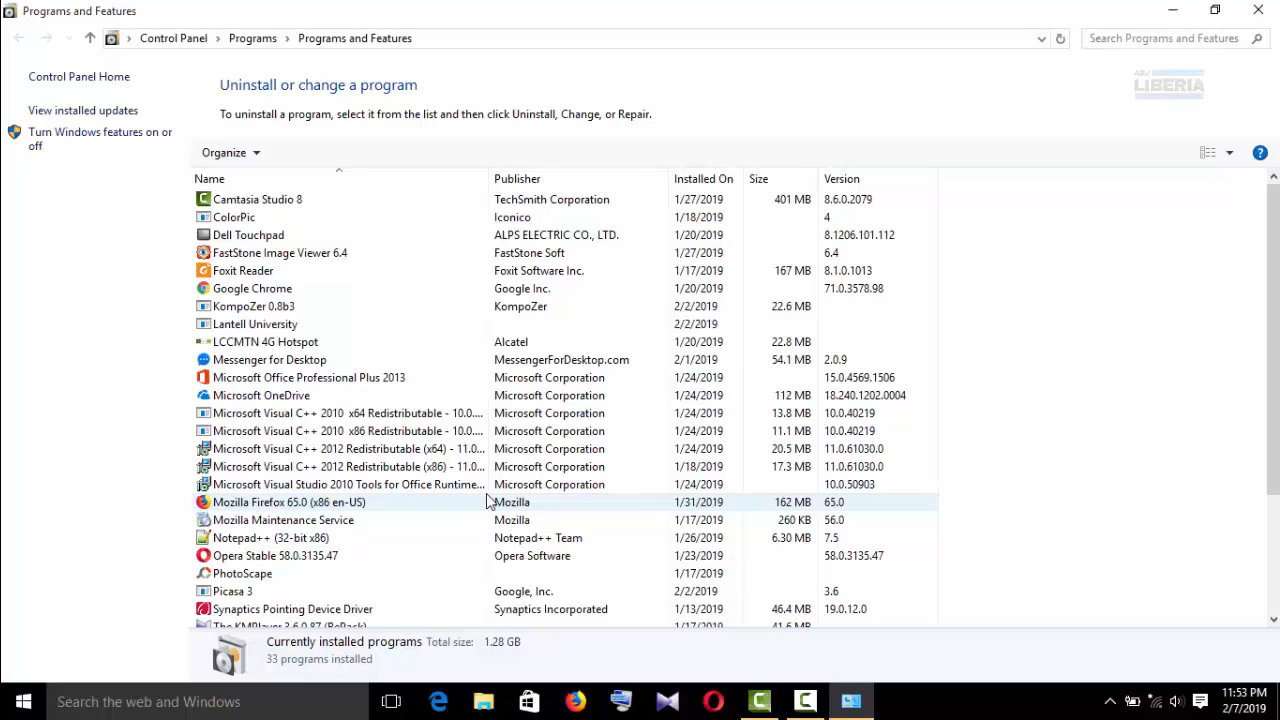 Programs and Features
Control Panel > Programs > Programs and Features
Search Programs and Features
Control Panel Home
View installed updates
Turn Windows features on or
off
Uninstall or change a program
To uninstall a program, select it from the list and then click Uninstall, Change, or Repair.
LIBERIA
Organize
Name Publisher Installed On Size Version
Camtasia Studio 8 TechSmith Corporation 1/27/2019 401 MB 8.6.0.2079
ColorPic Iconico 1/18/2019 4
Dell Touchpad ALPS ELECTRIC CO., LTD. 1/20/2019 8.1206.101.112
FastStone Image Viewer 6.4 FastStone Soft 1/27/2019 6.4
Foxit Reader Foxit Software Inc. 1/17/2019 167 MB 8.1.0.1013
Google Chrome Google Inc. 1/20/2019 71.0.3578.98
KompoZer 0.8b3 KompoZer 2/2/2019 22.6 MB
Lantell University 2/2/2019
LCCMTN 4G Hotspot Alcatel 1/20/2019 22.8 MB
Messenger for Desktop MessengerForDesktop.com 2/1/2019 54.1 MB 2.0.9
Microsoft Office Professional Plus 2013 Microsoft Corporation 1/24/2019 15.0.4569.1506
Microsoft OneDrive Microsoft Corporation 1/24/2019 112 MB 18.240.1202.0004
Microsoft Visual C++ 2010 x64 Redistributable - 10.0.... Microsoft Corporation 1/24/2019 13.8 MB 10.0.40219
Microsoft Visual C++ 2010 x86 Redistributable - 10.0.... Microsoft Corporation 1/24/2019 11.1 MB 10.0.40219
Microsoft Visual C++ 2012 Redistributable (x64) - 11.0... Microsoft Corporation 1/24/2019 20.5 MB 11.0.61030.0
Microsoft Visual C++ 2012 Redistributable (x86) - 11.0... Microsoft Corporation 1/18/2019 17.3 MB 11.0.61030.0
Microsoft Visual Studio 2010 Tools for Office Runtime... Microsoft Corporation 1/24/2019 10.0.50903
Mozilla Firefox 65.0 (x86 en-US) Mozilla 1/31/2019 162 MB 65.0
Mozilla Maintenance Service Mozilla 1/17/2019 260 KB 56.0
Notepad++ (32-bit x86) Notepad++ Team 1/26/2019 6.30 MB 7.5
Opera Stable 58.0.3135.47 Opera Software 1/23/2019 58.0.3135.47
PhotoScape 1/17/2019
Picasa 3 Google, Inc. 2/2/2019 3.6
Synaptics Pointing Device Driver Synaptics Incorporated 1/13/2019 46.4 MB 19.0.12.0
The KMPlayer 3.6.0.87 (RePack) 1/17/2019 41.6 MB
Currently installed programs Total size: 1.28 GB
33 programs installed
Search the web and Windows
11:53 PM
2/7/2019